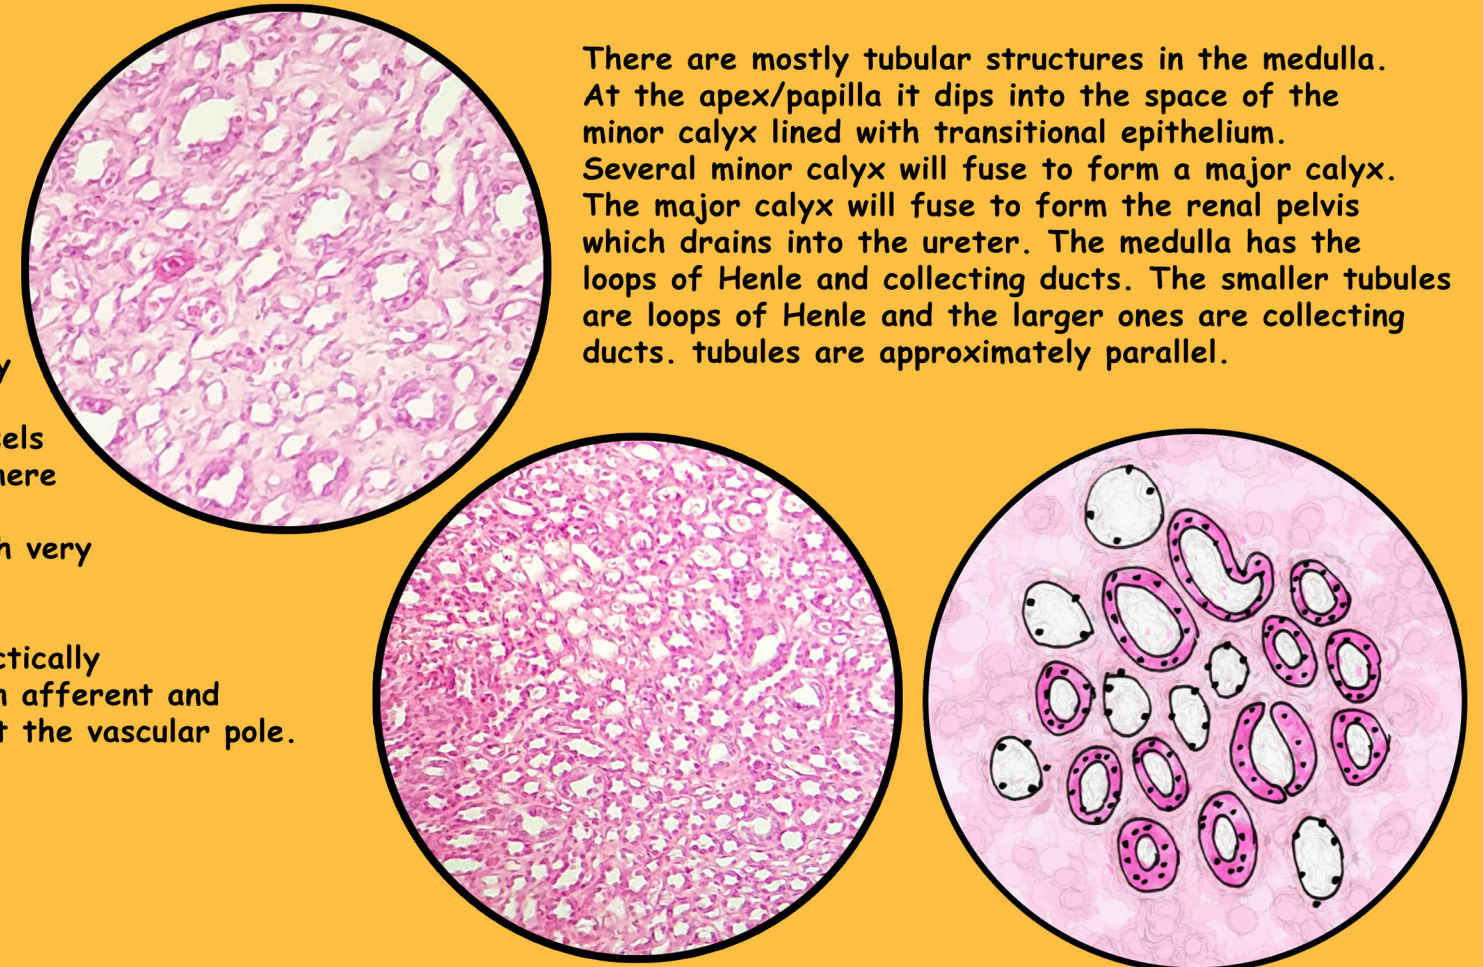 There are mostly tubular structures in the medulla.
At the apex/papilla it dips into the space of the
minor calyx lined with transitional epithelium.
Several minor calyx will fuse to form a major calyx.
The major calyx will fuse to form the renal pelvis
which drains into the ureter. The medulla has the
loops of Henle and collecting ducts. The smaller tubules
are loops of Henle and the larger ones are collecting
ducts. tubules are approximately parallel.
y
els
here
h very
ctically
n afferent and
t the vascular pole.